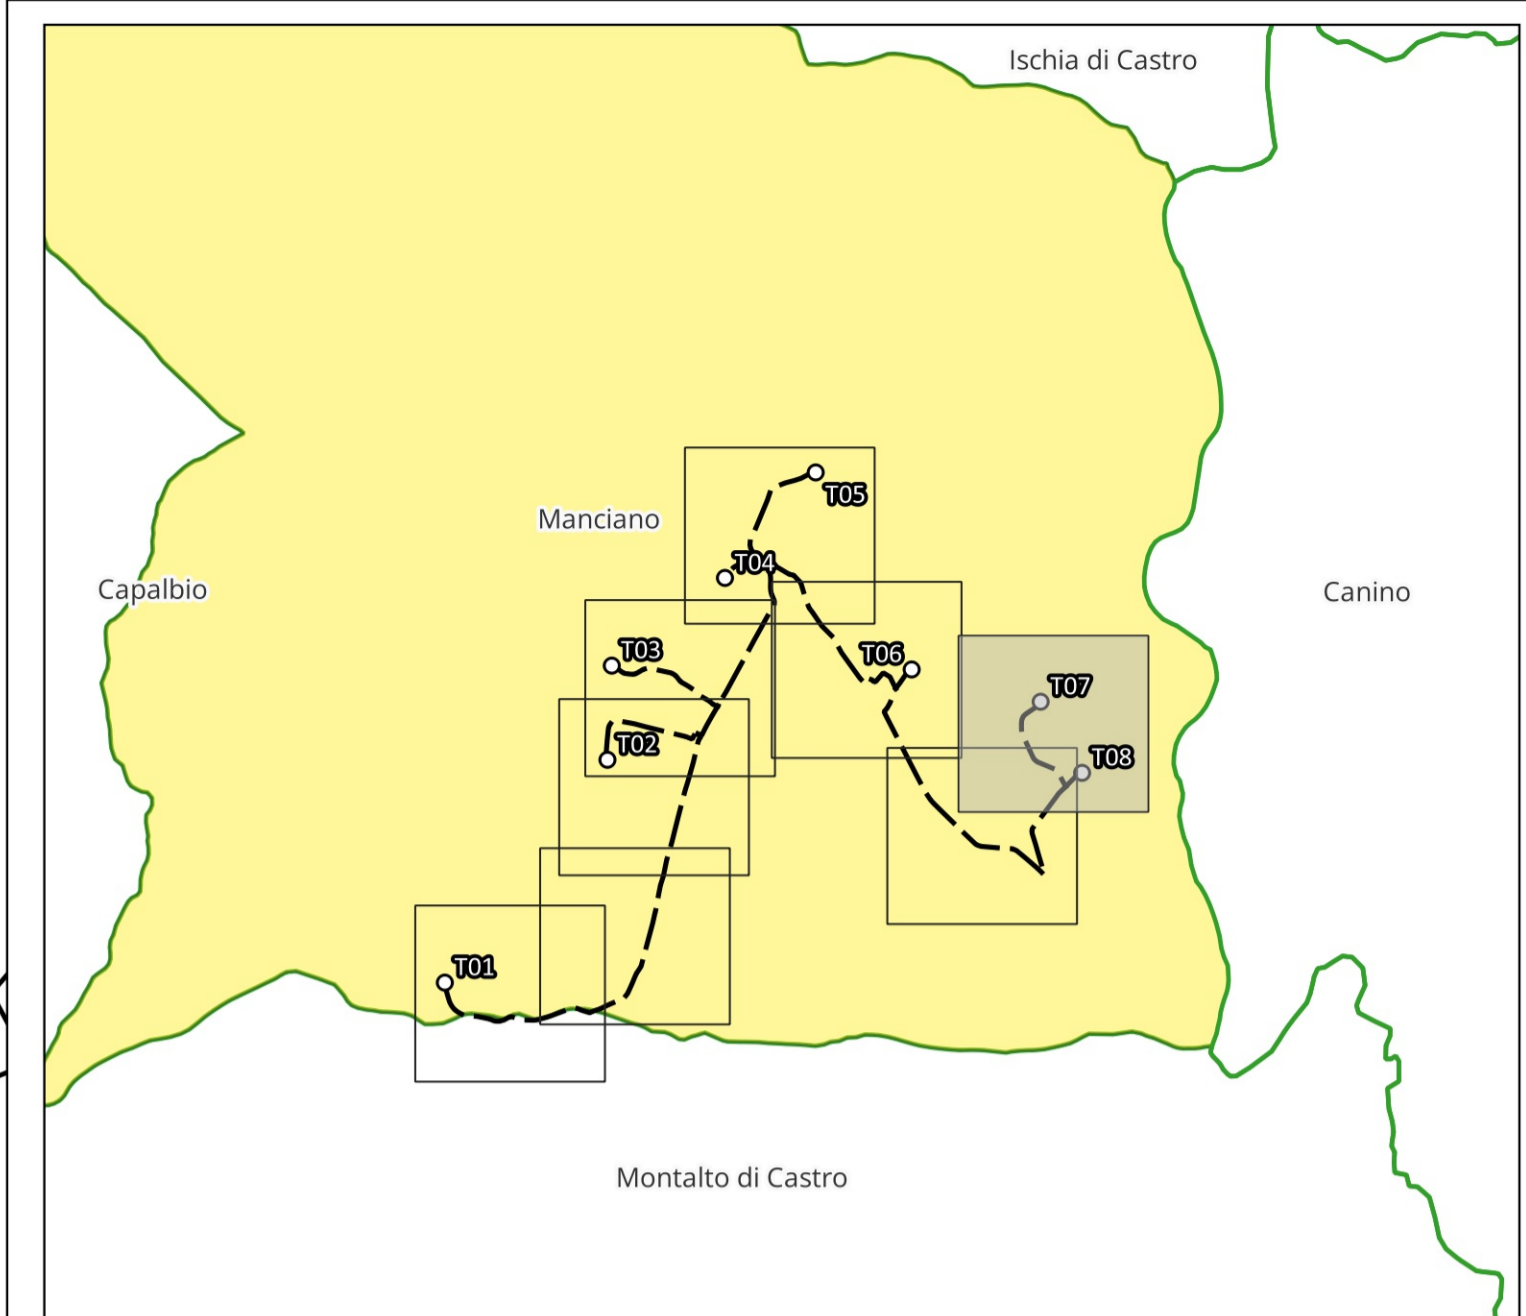 Ischia di Castro
T05
Manciano
T04
Capalbio
Canino
T03
T06
T07
T02
T08
T01
Montalto di Castro